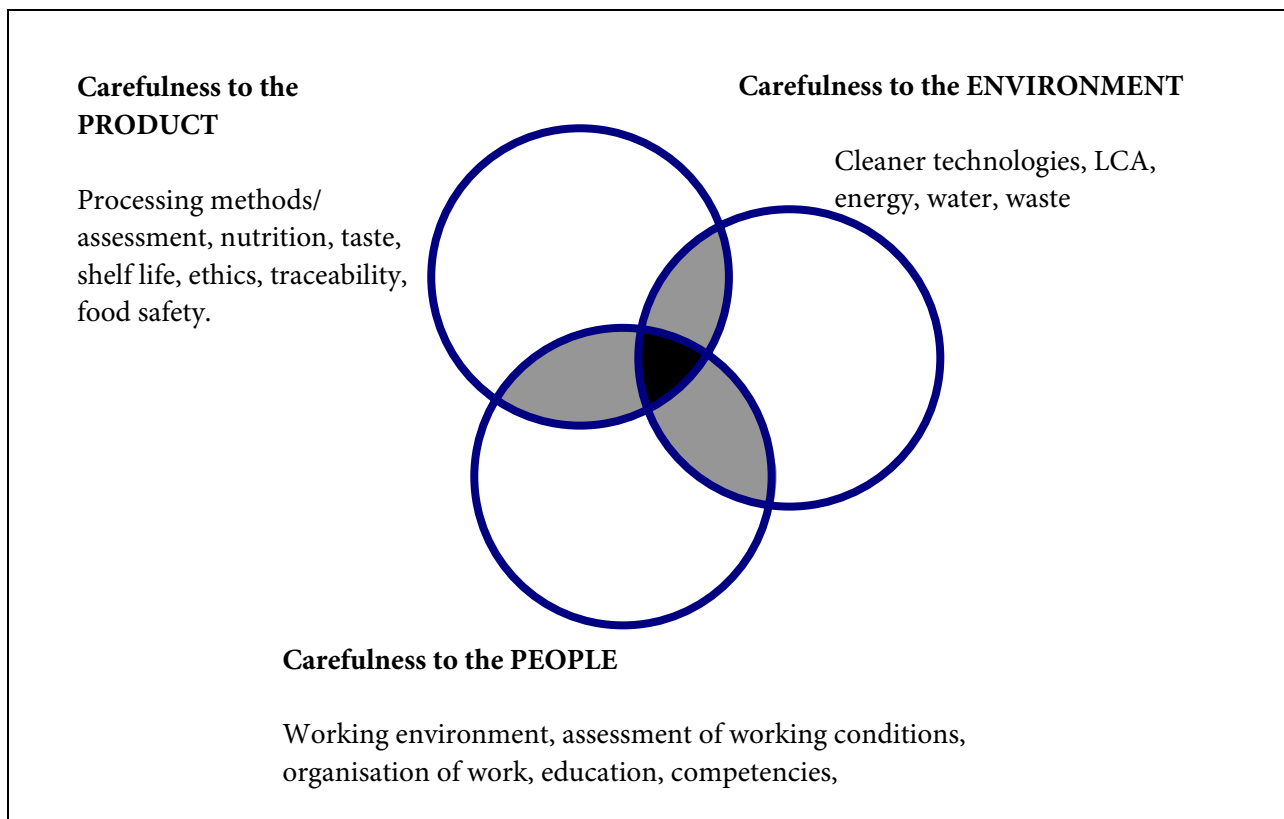 Carefulness to the
PRODUCT
Processing methods/
assessment, nutrition, taste,
shelf life, ethics, traceability,
food safety.
Carefulness to the ENVIRONMENT
Cleaner technologies, LCA,
energy, water, waste
Carefulness to the PEOPLE
Working environment, assessment of working conditions,
organisation of work, education, competencies,